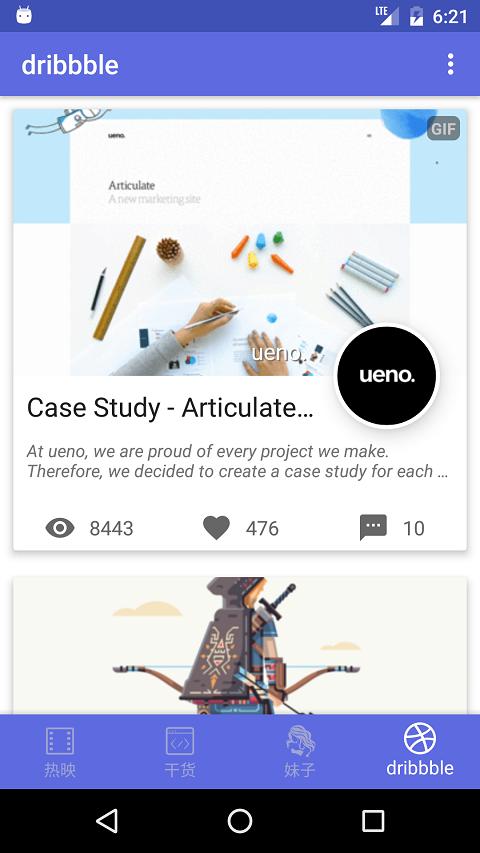 LTE 6:21
dribbble
GIF
ueno.
Articulate
A new marketing site
ueno.
ueno.
Case Study - Articulate…
At ueno, we are proud of every project we make.
Therefore, we decided to create a case study for each …
8443 476 10
热映 干货 妹子 dribbble